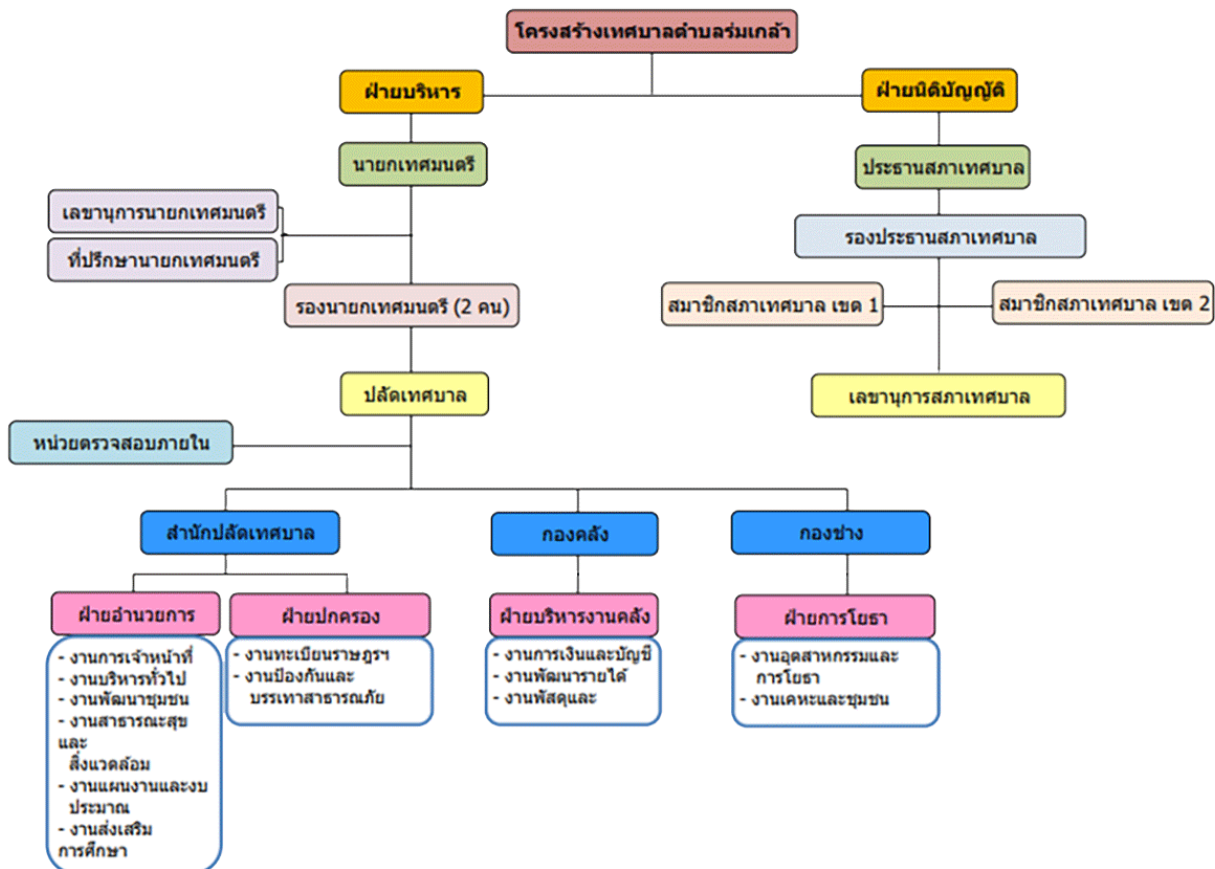 โครงสร้างเทศบาลตำบลร่มเกล้า
ฝ่ายบริหาร
ฝ่ายนิติบัญญัติ
นายกเทศมนตรี
ประธานสภาเทศบาล
เลขานุการนายกเทศมนตรี
ที่ปรึกษานายกเทศมนตรี
รองประธานสภาเทศบาล
รองนายกเทศมนตรี (2 คน)
สมาชิกสภาเทศบาล เขต 1
สมาชิกสภาเทศบาล เขต 2
ปลัดเทศบาล
เลขานุการสภาเทศบาล
หน่วยตรวจสอบภายใน
สำนักปลัดเทศบาล
กองคลัง
กองช่าง
ฝ่ายอำนวยการ
- งานการเจ้าหน้าที่
- งานบริหารทั่วไป
- งานพัฒนาชุมชน
- งานสาธารณะสุข
และ
สิ่งแวดล้อม
- งานแผนงานและงบ
ประมาณ
- งานส่งเสริม
การศึกษา
ฝ่ายปกครอง
- งานทะเบียนราษฎรฯ
- งานป้องกันและ
บรรเทาสาธารณภัย
ฝ่ายบริหารงานคลัง
- งานการเงินและบัญชี
- งานพัฒนารายได้
- งานพัสดุและ
ฝ่ายการโยธา
- งานอุตสาหกรรมและ
การโยธา
- งานเคหะและชุมชน